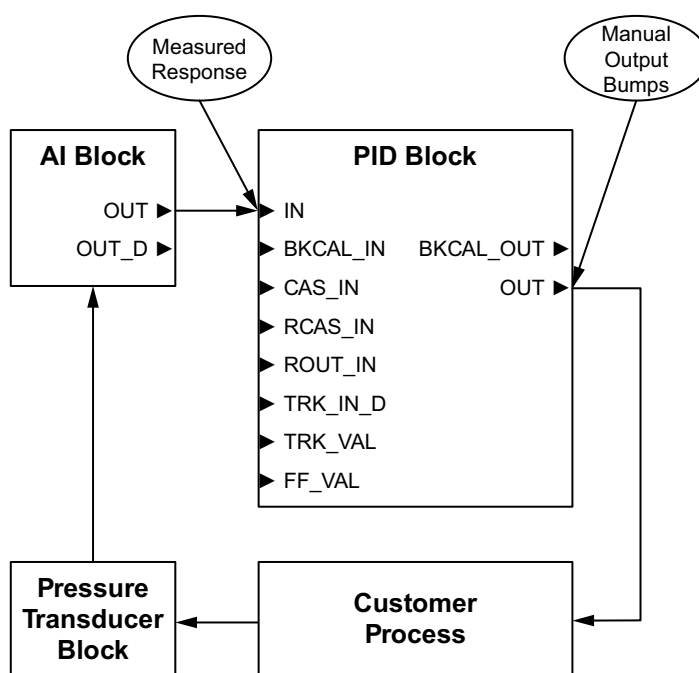 Measured
Response
Manual
Output
Bumps
AI Block
OUT
OUT_D
PID Block
IN
BKCAL_IN
CAS_IN
RCAS_IN
ROUT_IN
TRK_IN_D
TRK_VAL
FF_VAL
BKCAL_OUT
OUT
Pressure
Transducer
Block
Customer
Process